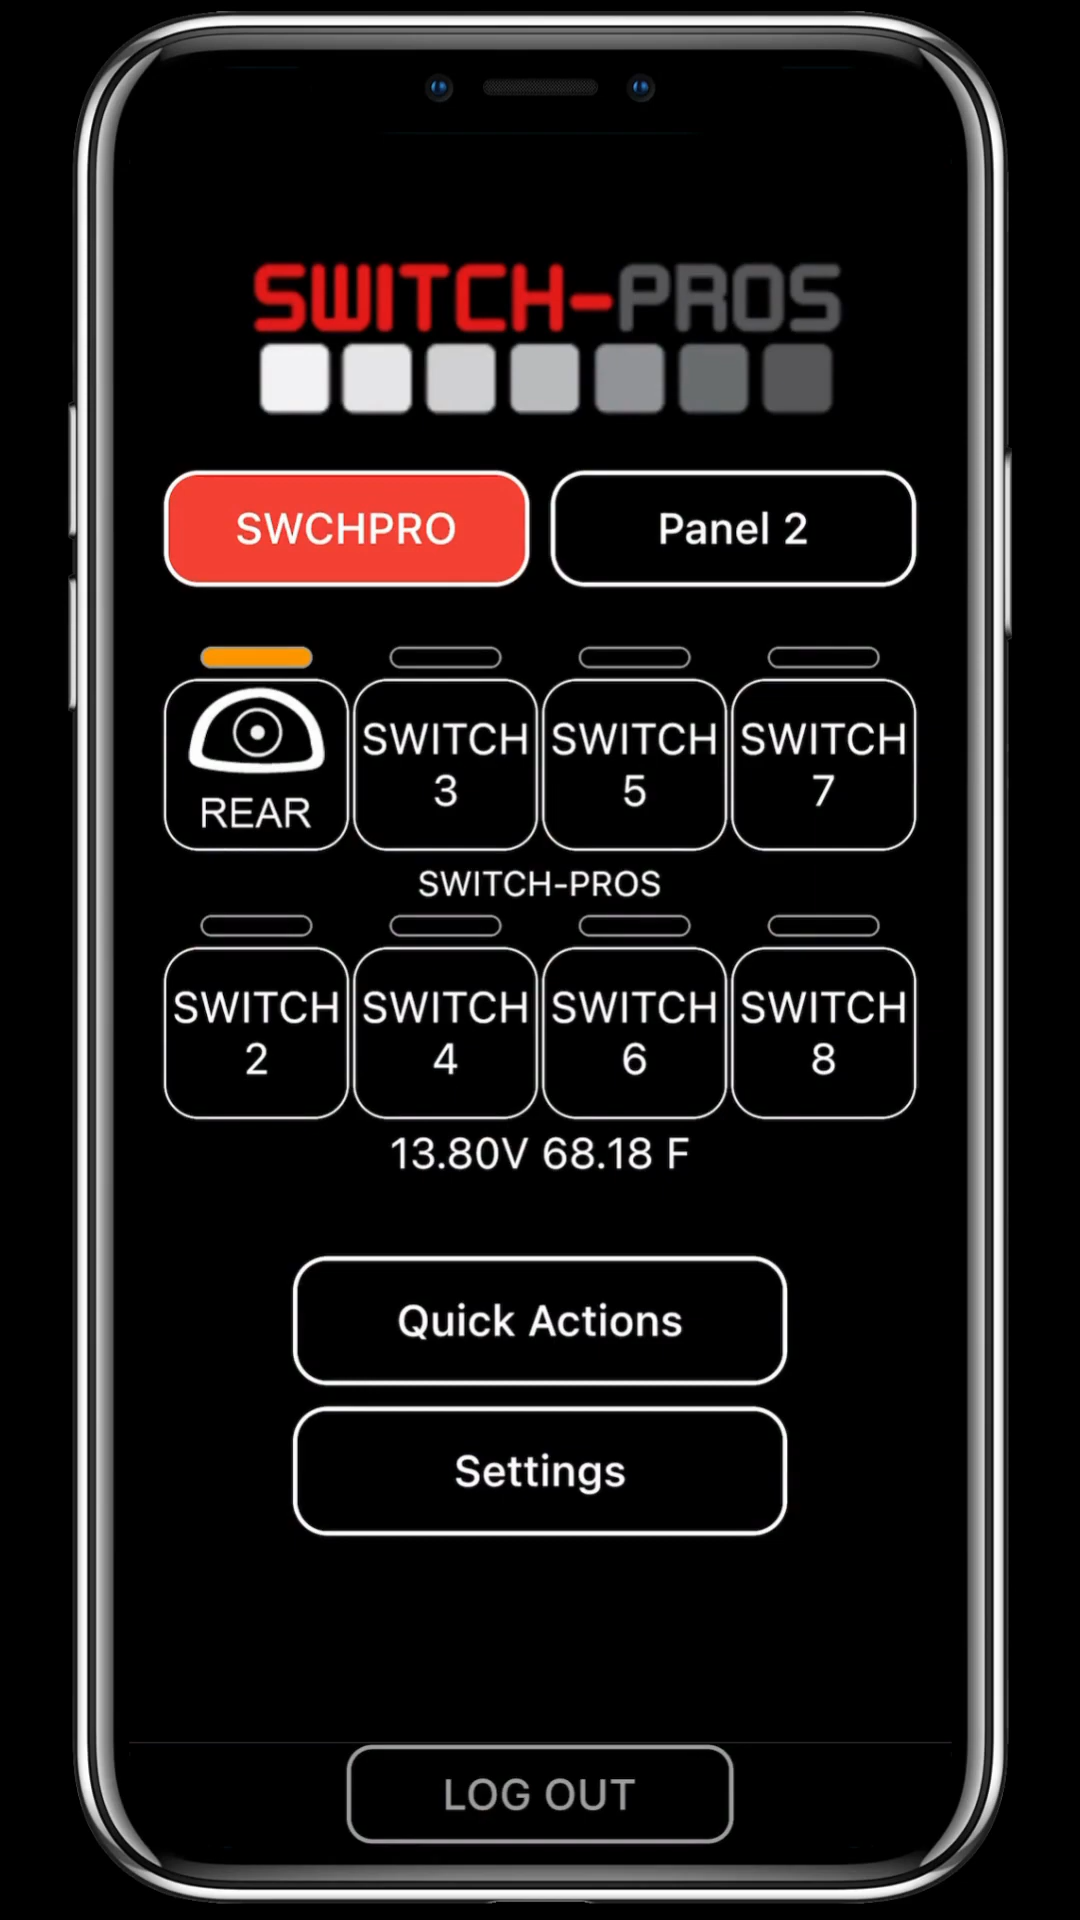 SWITCH-PROS
SWCHPRO
Panel 2
REAR
SWITCH 3
SWITCH 5
SWITCH 7
SWITCH-PROS
SWITCH 2
SWITCH 4
SWITCH 6
SWITCH 8
13.80V 68.18 F
Quick Actions
Settings
LOG OUT